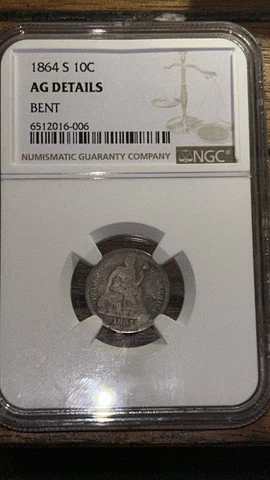 1864 S 10C
AG DETAILS
BENT
6512016-006
NUMISMATIC GUARANTY COMPANY NGC